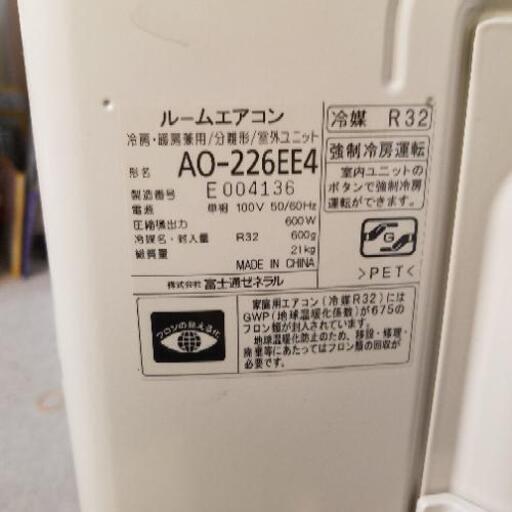 ルームエアコン
冷房・暖房兼用/分離形/室外ユニット
形名 AO-226EE4
製造番号 E004136
電源 単相 100V 50/60Hz
圧縮機出力 600W
冷媒名・封入量 R32 600g
総質量 21kg
MADE IN CHINA
株式会社 富士通ゼネラル
冷媒 R32
強制冷房運転
室内ユニットの
ボタンで強制冷房
運転ができます。
G
>PET<
フロンの見える化
家庭用エアコン(冷媒R32)には
GWP(地球温暖化係数)が675の
フロン類が封入されています。
地球温暖化防止のため、移設・修理・
廃棄等にあたってはフロン類の回収が
必要です。